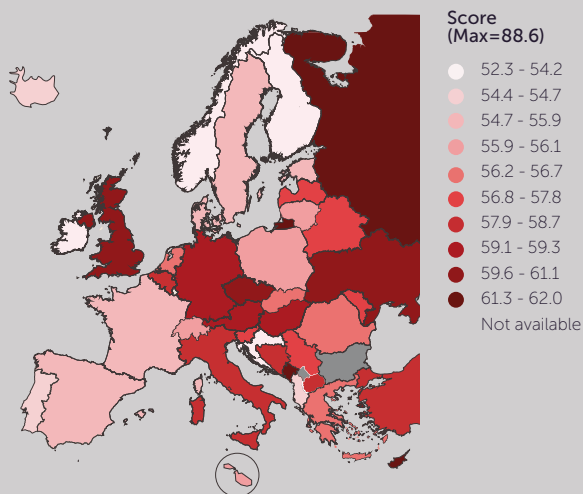 Score
(Max=88.6)
52.3 - 54.2
54.4 - 54.7
54.7 - 55.9
55.9 - 56.1
56.2 - 56.7
56.8 - 57.8
57.9 - 58.7
59.1 - 59.3
59.6 - 61.1
61.3 - 62.0
Not available